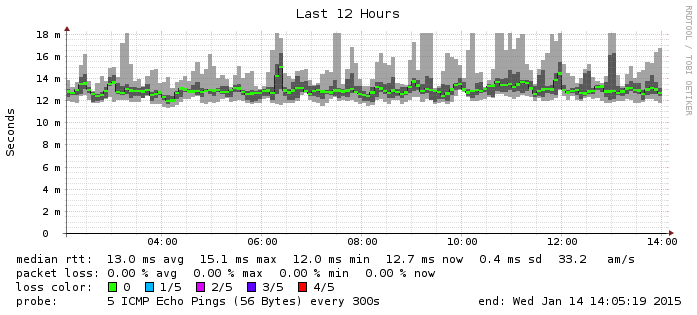 Last 12 Hours
RRDTOOL / TOBI OETIKER
Seconds
18 m
16 m
14 m
12 m
10 m
8 m
6 m
4 m
2 m
0
04:00 06:00 08:00 10:00 12:00 14:00
median rtt: 13.0 ms avg 15.1 ms max 12.0 ms min 12.7 ms now 0.4 ms sd 33.2 am/s
packet loss: 0.00 % avg 0.00 % max 0.00 % min 0.00 % now
loss color: 0 1/5 2/5 3/5 4/5
probe: 5 ICMP Echo Pings (56 Bytes) every 300s end: Wed Jan 14 14:05:19 2015